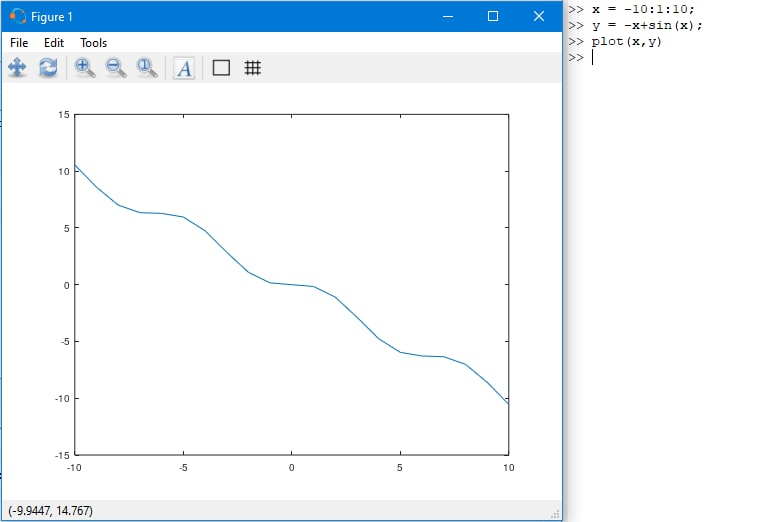 Figure 1
File Edit Tools
A
15
10
5
0
-5
-10
-15
-10 -5 0 5 10
(-9.9447, 14.767)
>> x = -10:1:10;
>> y = -x+sin(x);
>> plot(x,y)
>>